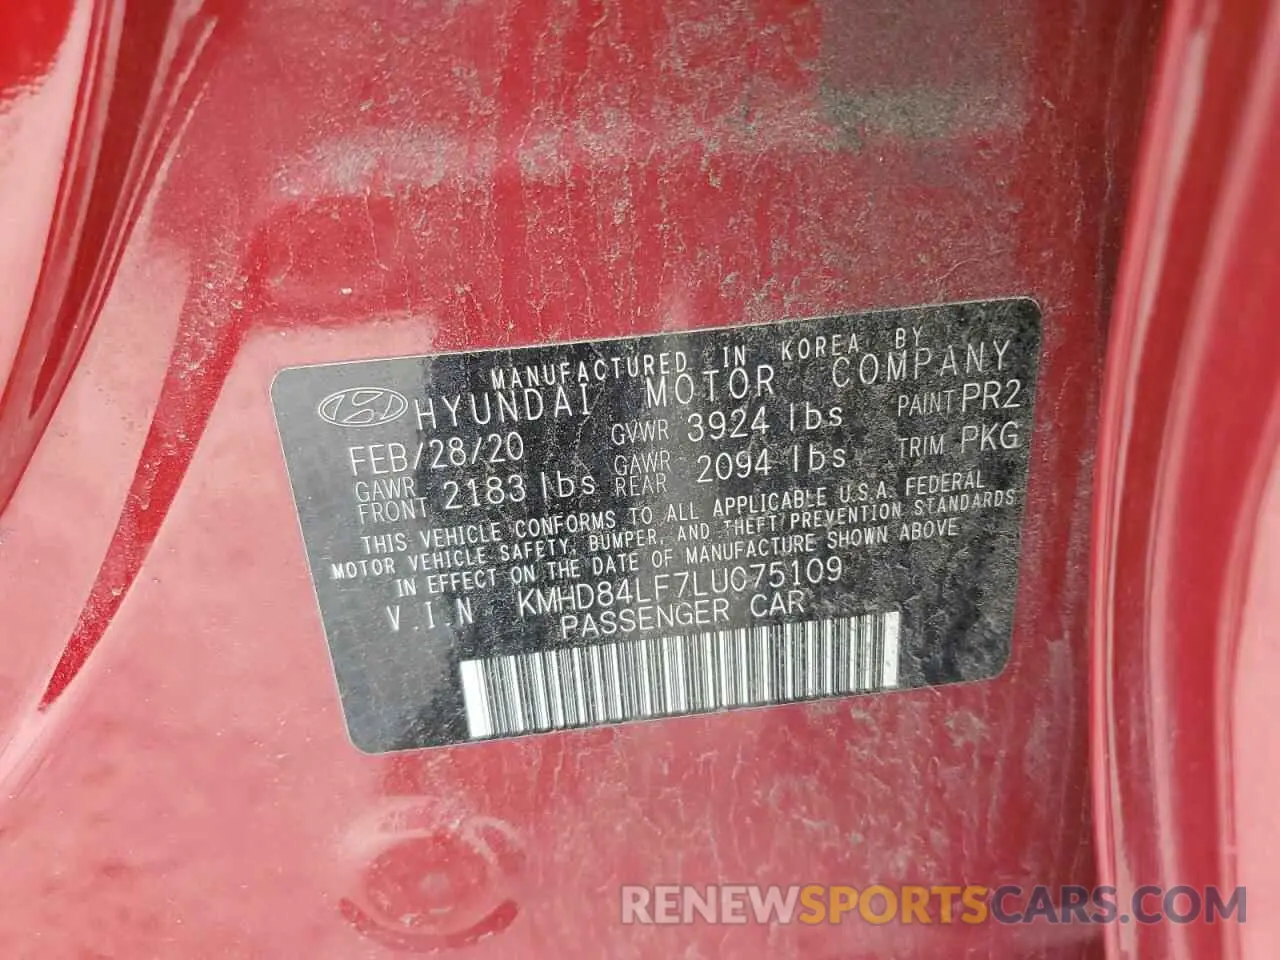 MANUFACTURED IN KOREA BY
HYUNDAI MOTOR COMPANY
FEB/28/20 GVWR 3924 lbs PAINT PR2
GAWR FRONT 2183 lbs GAWR REAR 2094 lbs TRIM PKG
THIS VEHICLE CONFORMS TO ALL APPLICABLE U.S.A. FEDERAL
MOTOR VEHICLE SAFETY, BUMPER, AND THEFT PREVENTION STANDARDS
IN EFFECT ON THE DATE OF MANUFACTURE SHOWN ABOVE
V.I.N KMHD84LF7LU075109
PASSENGER CAR
RENEWSPORTSCARS.COM